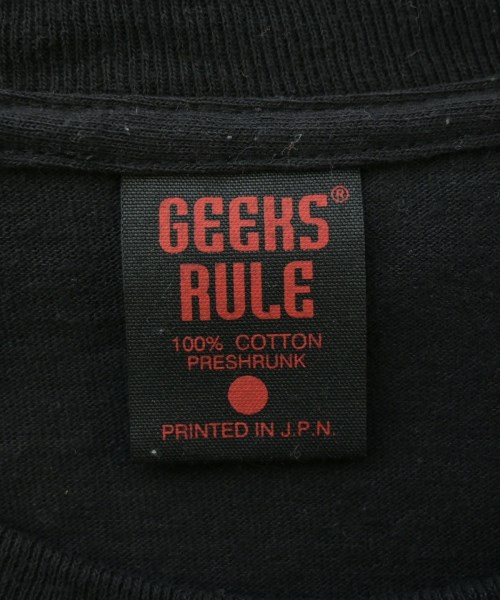 GEEKS®
RULE
100% COTTON
PRESHRUNK
PRINTED IN J.P.N.